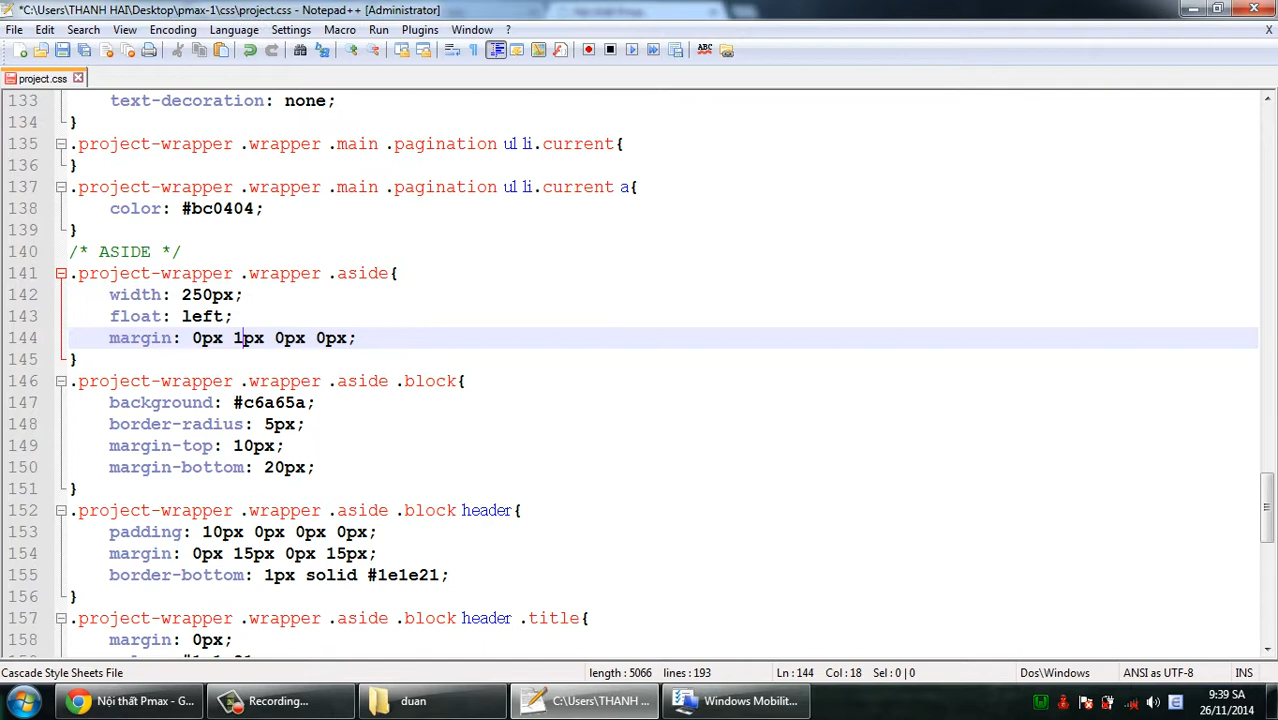 *C:\Users\THANH HAI\Desktop\pmax-1\css\project.css - Notepad++ [Administrator]
File Edit Search View Encoding Language Settings Macro Run Plugins Window ? X
project.css
133 text-decoration: none;
134 }
135 .project-wrapper .wrapper .main .pagination ul li.current{
136 }
137 .project-wrapper .wrapper .main .pagination ul li.current a{
138 color: #bc0404;
139 }
140 /* ASIDE */
141 .project-wrapper .wrapper .aside{
142 width: 250px;
143 float: left;
144 margin: 0px 1px 0px 0px;
145 }
146 .project-wrapper .wrapper .aside .block{
147 background: #c6a65a;
148 border-radius: 5px;
149 margin-top: 10px;
150 margin-bottom: 20px;
151 }
152 .project-wrapper .wrapper .aside .block header{
153 padding: 10px 0px 0px 0px;
154 margin: 0px 15px 0px 15px;
155 border-bottom: 1px solid #1e1e21;
156 }
157 .project-wrapper .wrapper .aside .block header .title{
158 margin: 0px;
Cascade Style Sheets File length : 5066 lines : 193 Ln : 144 Col : 18 Sel : 0 | 0 Dos\Windows ANSI as UTF-8 INS
Nội thất Pmax - G... Recording... duan C:\Users\THANH ... Windows Mobilit... 9:39 SA
26/11/2014